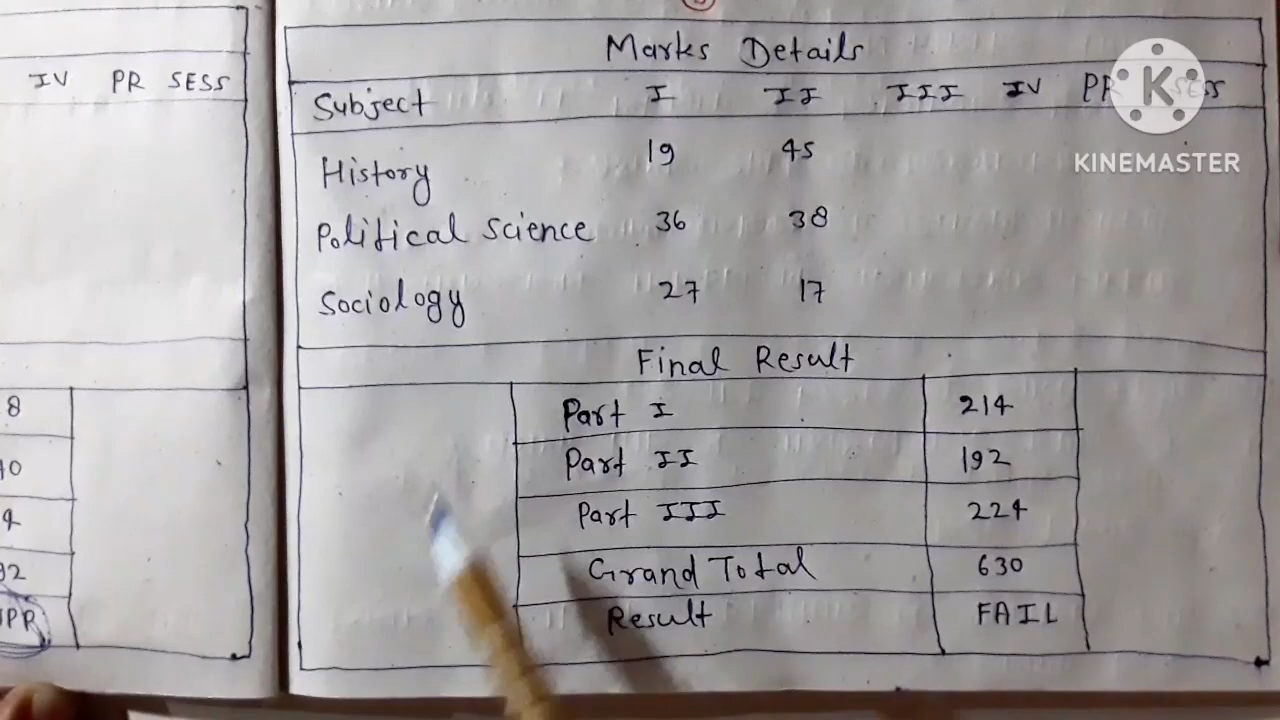 IV PR SESS
8
2
PR
Marks Details
Subject I II III IV PR SESS
History 19 45
Political Science 36 38
Sociology 27 17
Final Result
Part I 214
Part II 192
Part III 224
Grand Total 630
Result FAIL
K
KINEMASTER